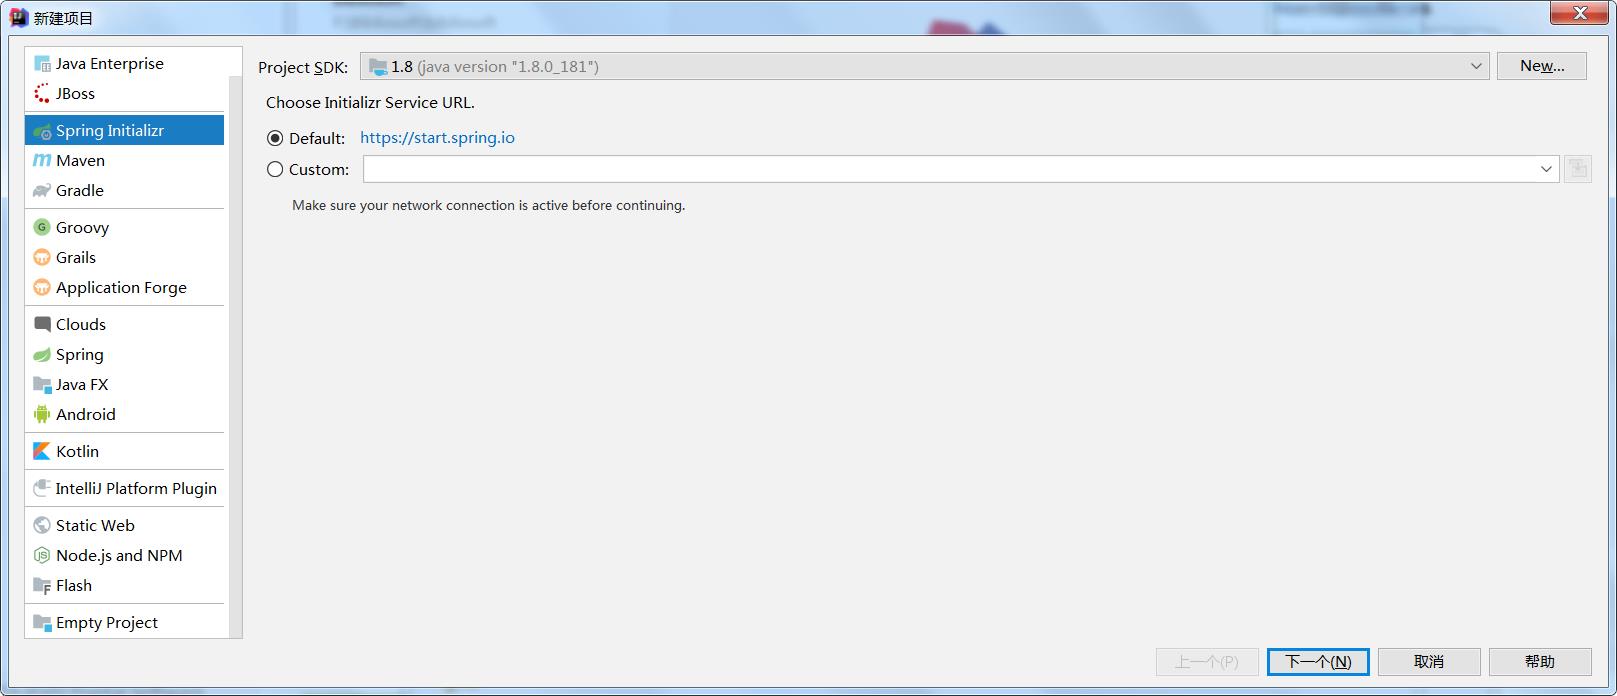 新建项目
Java Enterprise
JBoss
Spring Initializr
Maven
Gradle
Groovy
Grails
Application Forge
Clouds
Spring
Java FX
Android
Kotlin
IntelliJ Platform Plugin
Static Web
Node.js and NPM
Flash
Empty Project
Project SDK: 1.8 (java version "1.8.0_181") New...
Choose Initializr Service URL.
Default: https://start.spring.io
Custom:
Make sure your network connection is active before continuing.
上一个(P) 下一个(N) 取消 帮助